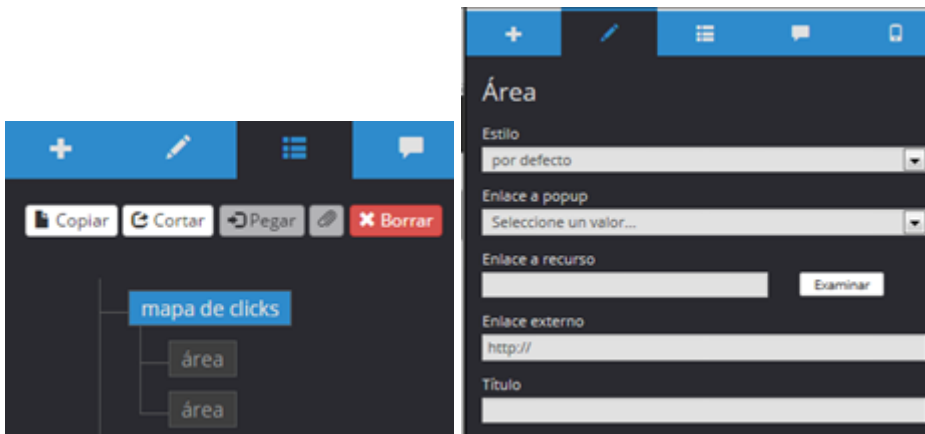 Copiar Cortar Pegar Borrar
mapa de clicks
área
área
Área
Estilo
por defecto
Enlace a popup
Seleccione un valor...
Enlace a recurso
Examinar
Enlace externo
http://
Título